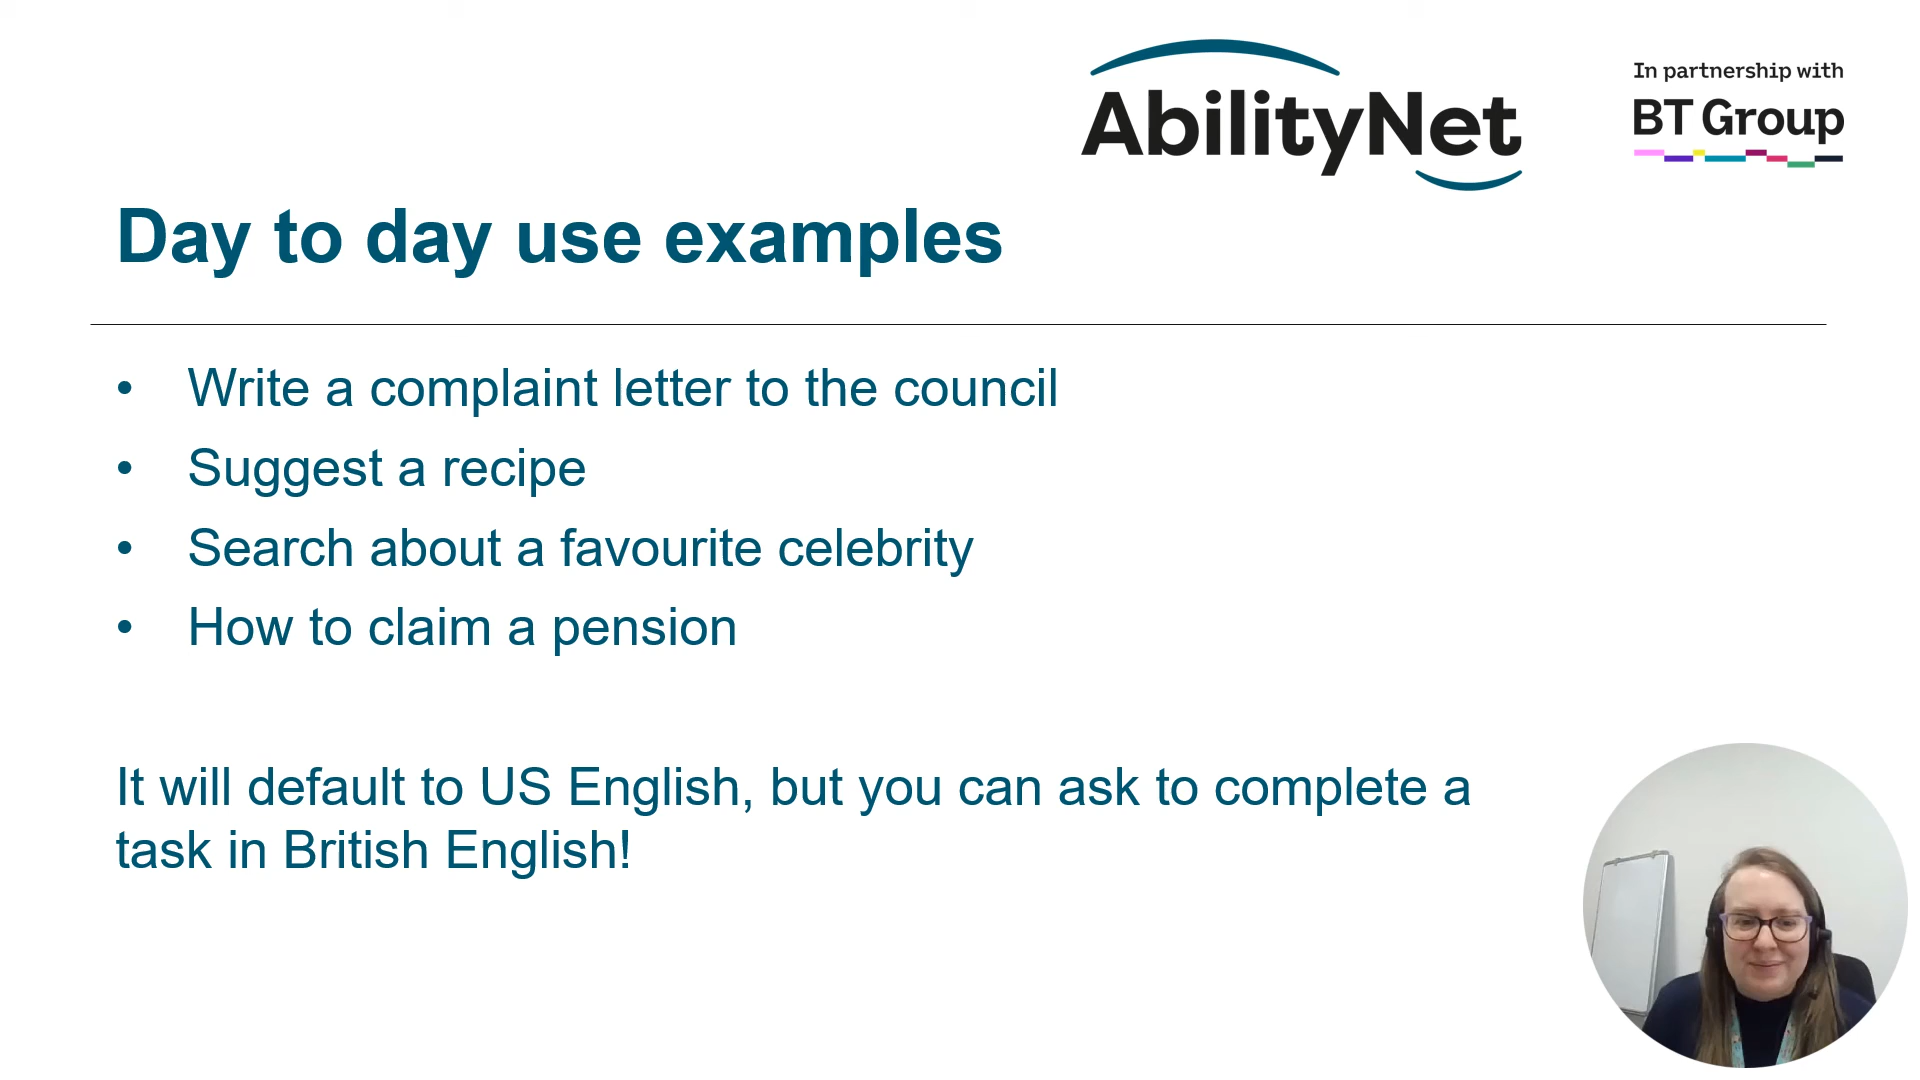 AbilityNet
In partnership with
BT Group
Day to day use examples
• Write a complaint letter to the council
• Suggest a recipe
• Search about a favourite celebrity
• How to claim a pension
It will default to US English, but you can ask to complete a
task in British English!